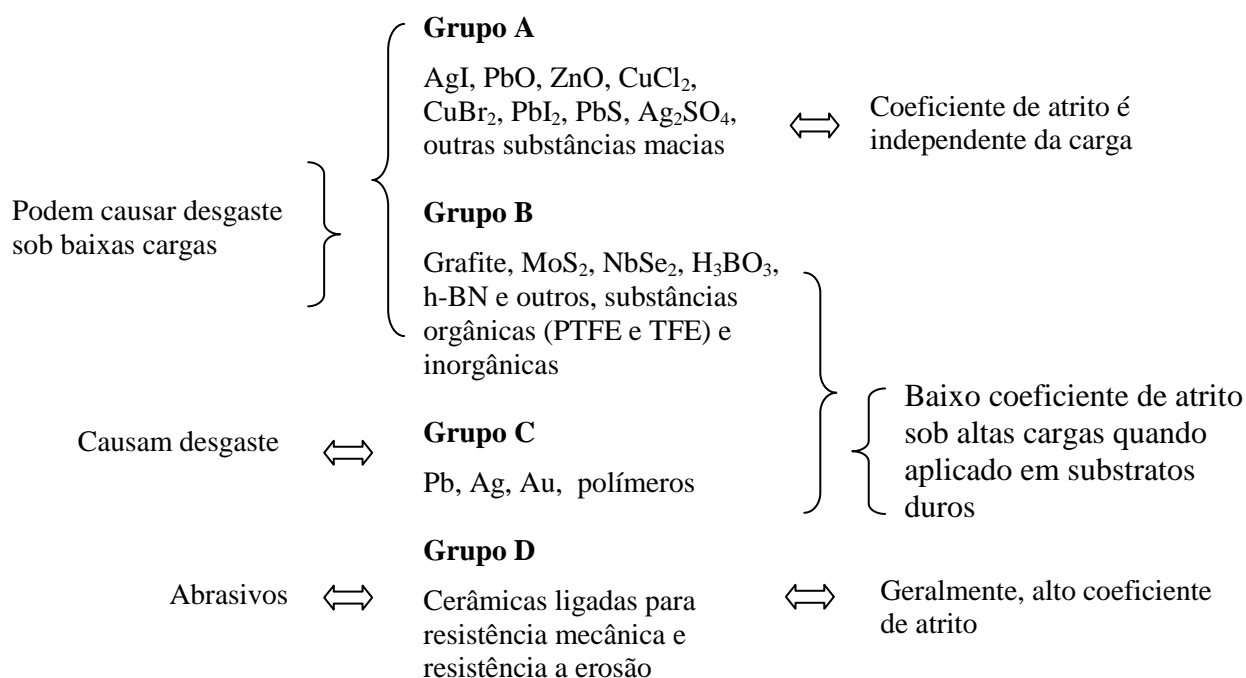 Grupo A
AgI, PbO, ZnO, CuCl₂,
CuBr₂, PbI₂, PbS, Ag₂SO₄,
outras substâncias macias
Coeficiente de atrito é
independente da carga
Podem causar desgaste
sob baixas cargas
Grupo B
Grafite, MoS₂, NbSe₂, H₃BO₃,
h-BN e outros, substâncias
orgânicas (PTFE e TFE) e
inorgânicas
Baixo coeficiente de atrito
sob altas cargas quando
aplicado em substratos
duros
Causam desgaste
Grupo C
Pb, Ag, Au, polímeros
Grupo D
Abrasivos
Cerâmicas ligadas para
resistência mecânica e
resistência a erosão
Geralmente, alto coeficiente
de atrito